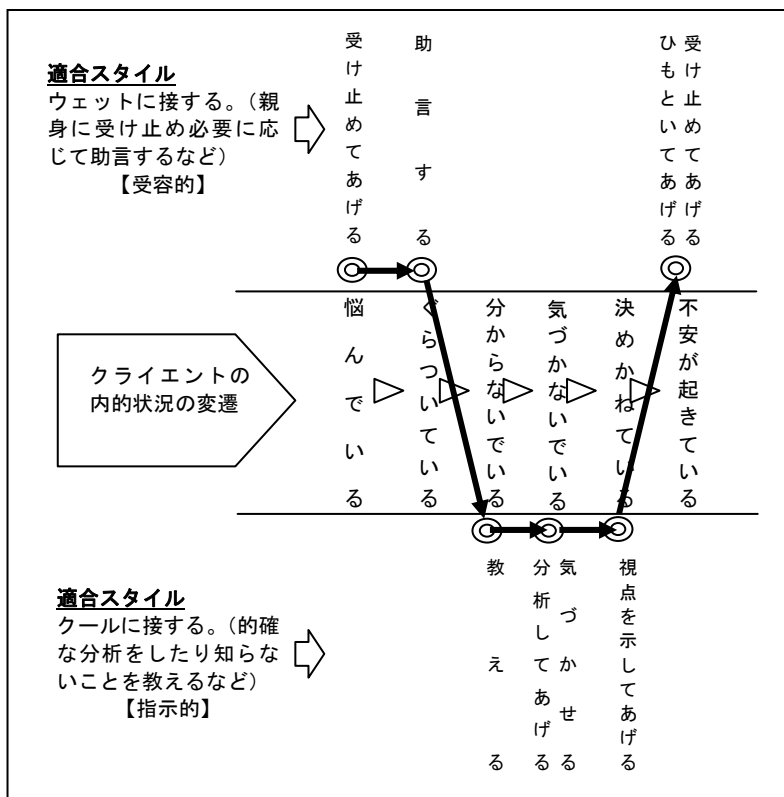 適合スタイル
ウェットに接する。（親
身に受け止め必要に応
じて助言するなど）
【受容的】
受け止めてあげる
助言する
受け止めてあげる
ひもといてあげる
クライエントの
内的状況の変遷
悩んでいる
ぐらついている
分からないでいる
気づかないでいる
決めかねている
不安が起きている
適合スタイル
クールに接する。（的確
な分析をしたり知らな
いことを教えるなど）
【指示的】
教える
気づかせる
分析してあげる
視点を示してあげる